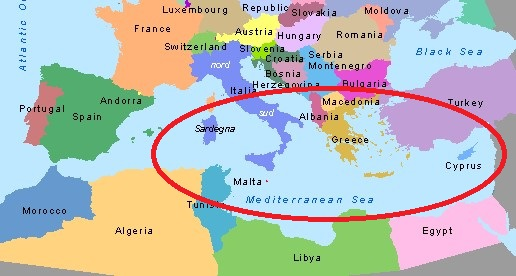 Luxembourg
Republic
Slovakia
Moldova
France
Austria
Hungary
Romania
Switzerland
Slovenia
Croatia
Serbia
Black Sea
nord
Bosnia
Montenegro
Herzegovina
Bulgaria
Italia
Atlantic O
Andorra
Portugal
Spain
Macedonia
Turkey
sud
Albania
Sardegna
Greece
Cyprus
Malta
Mediterranean Sea
Tunis
Morocco
Algeria
Libya
Egypt